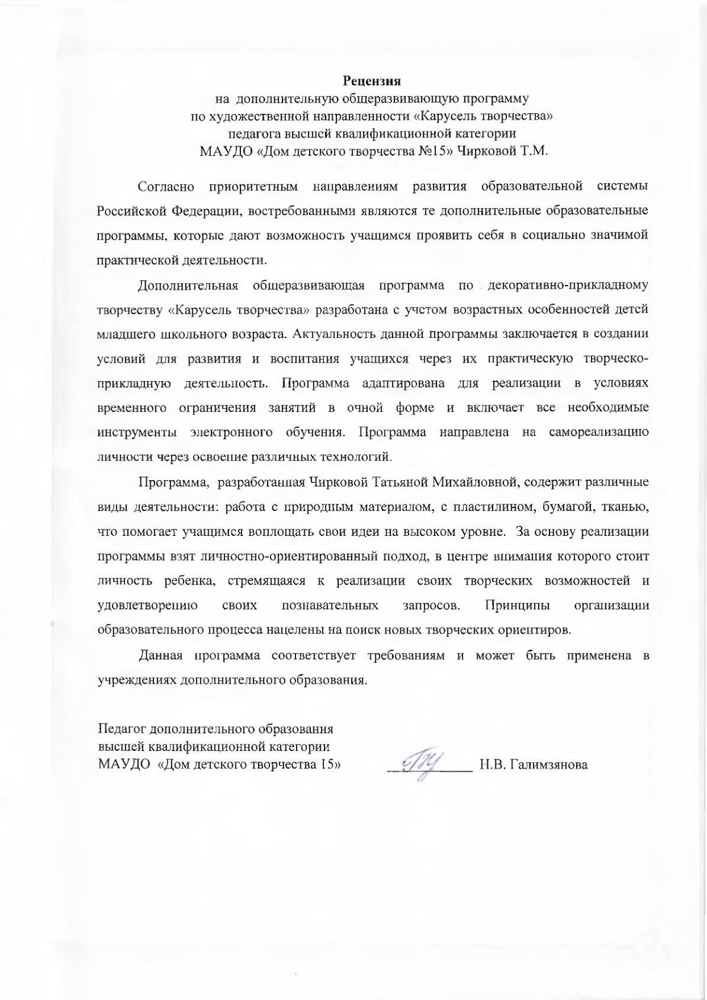 Рецензия
на дополнительную общеразвивающую программу
по художественной направленности «Карусель творчества»
педагога высшей квалификационной категории
МАУДО «Дом детского творчества №15» Чирковой Т.М.
Согласно приоритетным направлениям развития образовательной системы
Российской Федерации, востребованными являются те дополнительные образовательные
программы, которые дают возможность учащимся проявить себя в социально значимой
практической деятельности.
Дополнительная общеразвивающая программа по декоративно-прикладному
творчеству «Карусель творчества» разработана с учетом возрастных особенностей детей
младшего школьного возраста. Актуальность данной программы заключается в создании
условий для развития и воспитания учащихся через их практическую творческо-
прикладную деятельность. Программа адаптирована для реализации в условиях
временного ограничения занятий в очной форме и включает все необходимые
инструменты электронного обучения. Программа направлена на самореализацию
личности через освоение различных технологий.
Программа, разработанная Чирковой Татьяной Михайловной, содержит различные
виды деятельности: работа с природным материалом, с пластилином, бумагой, тканью,
что помогает учащимся воплощать свои идеи на высоком уровне. За основу реализации
программы взят личностно-ориентированный подход, в центре внимания которого стоит
личность ребенка, стремящаяся к реализации своих творческих возможностей и
удовлетворению своих познавательных запросов. Принципы организации
образовательного процесса нацелены на поиск новых творческих ориентиров.
Данная программа соответствует требованиям и может быть применена в
учреждениях дополнительного образования.
Педагог дополнительного образования
высшей квалификационной категории
МАУДО «Дом детского творчества 15» Н.В. Галимзянова